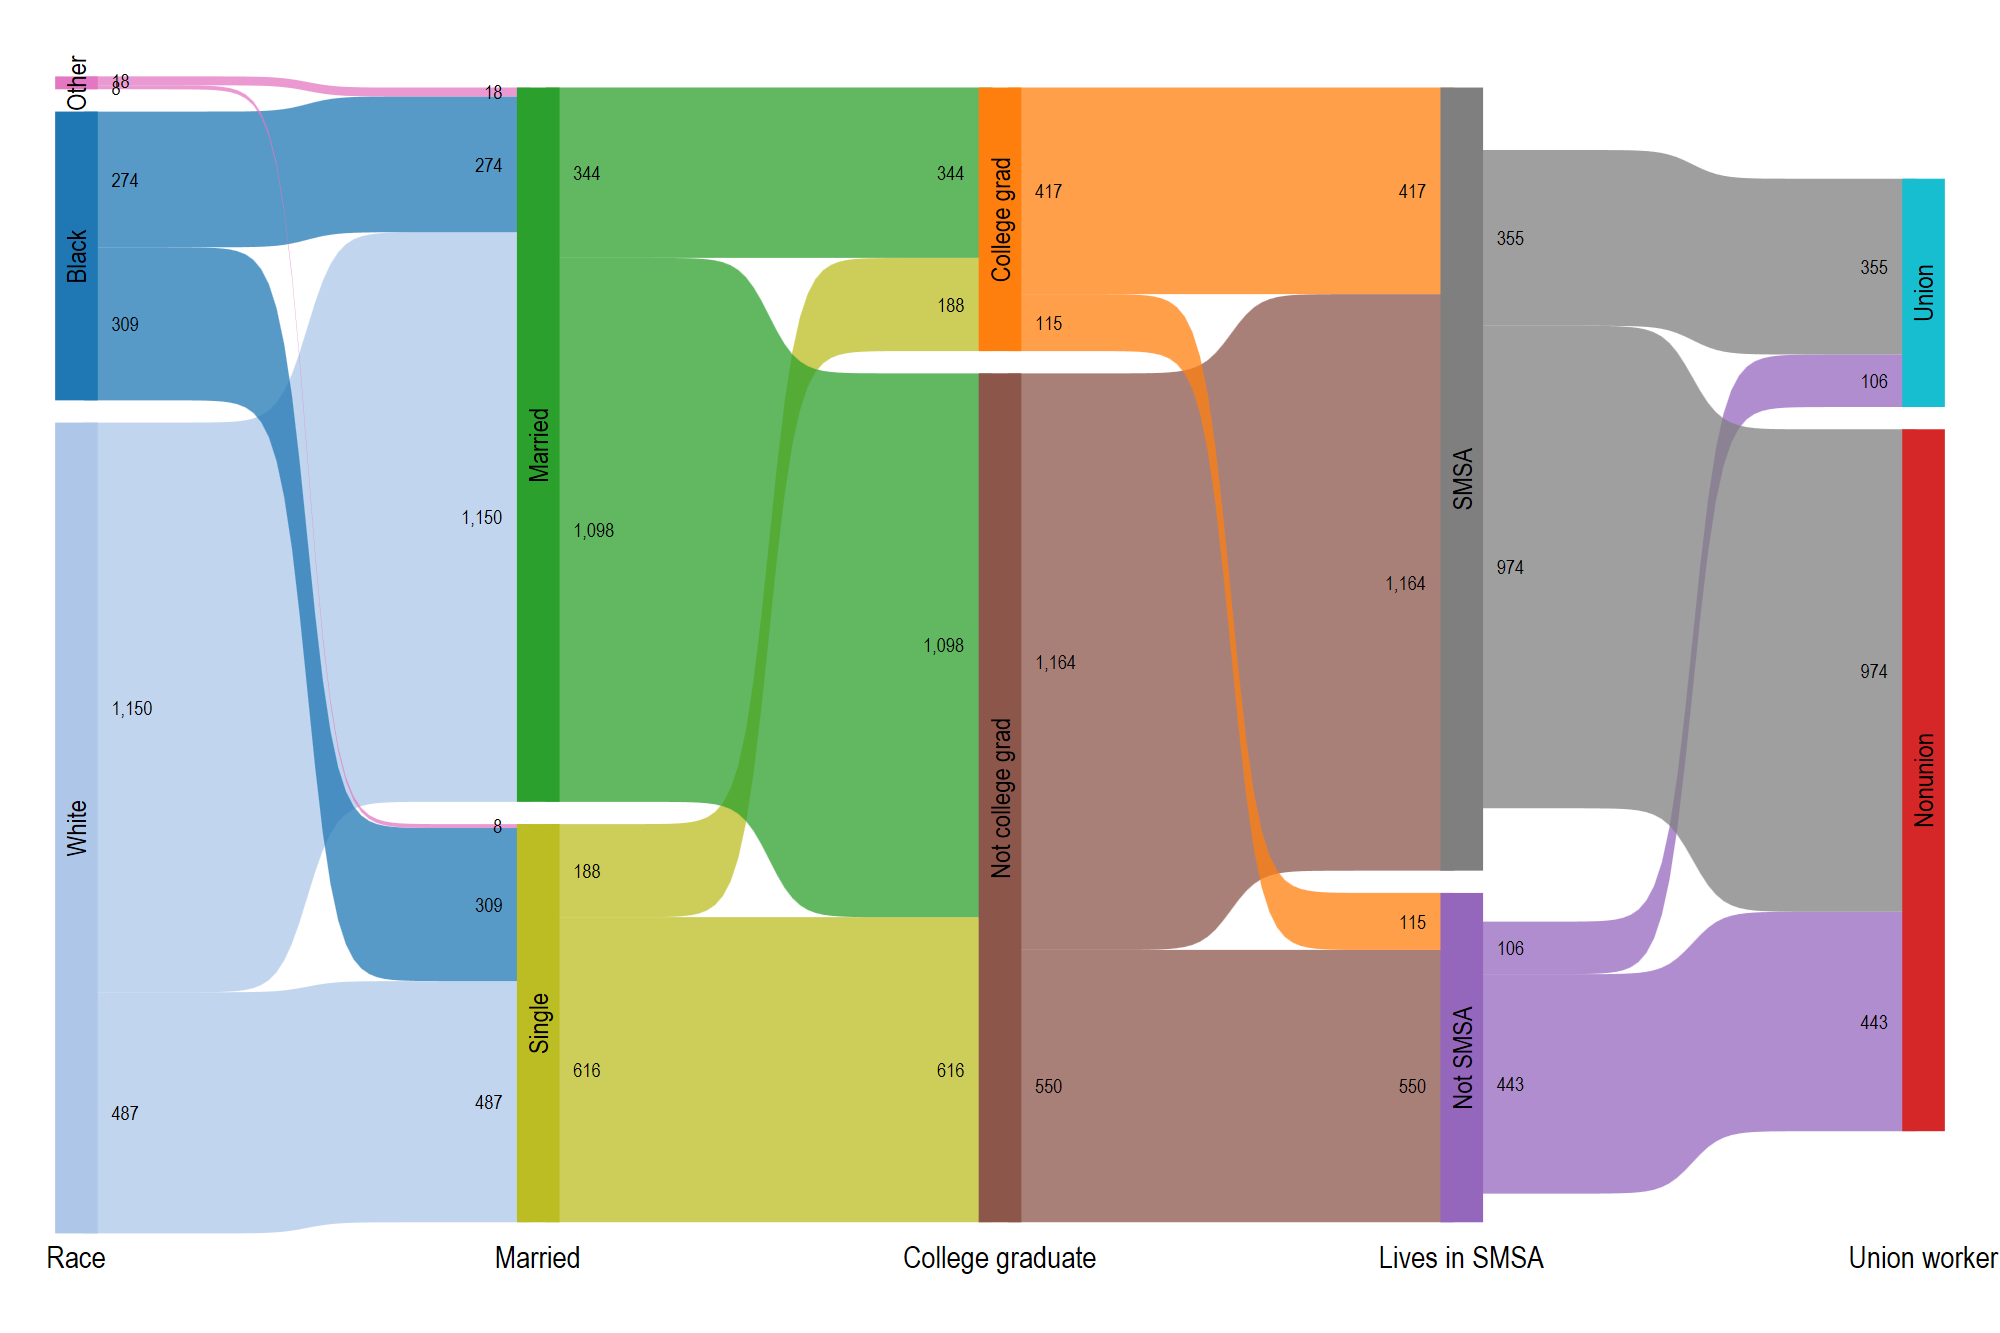 Other
18
8
Black
274
309
White
1,150
487
18
274
1,150
Married
344
1,098
8
309
487
Single
188
616
344
188
College grad
417
115
1,098
616
Not college grad
1,164
550
417
1,164
SMSA
355
974
115
550
Not SMSA
106
443
355
106
Union
974
443
Nonunion
Race
Married
College graduate
Lives in SMSA
Union worker